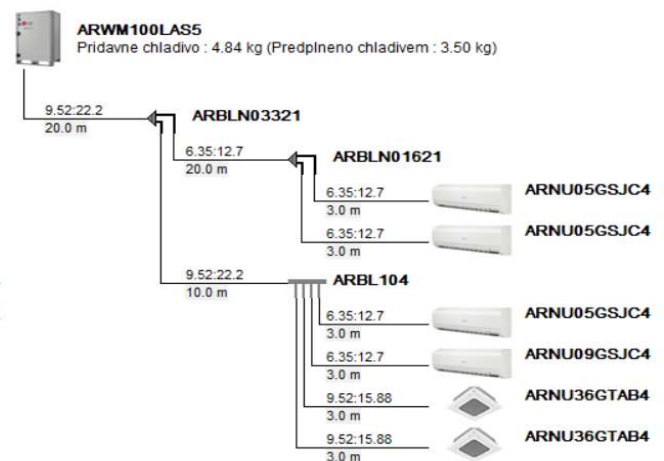 ARWM100LAS5
Pridavne chladivo : 4.84 kg (Predplneno chladivem : 3.50 kg)
9.52:22.2
20.0 m
ARBLN03321
6.35:12.7
20.0 m
ARBLN01621
6.35:12.7
3.0 m
ARNU05GSJC4
6.35:12.7
3.0 m
ARNU05GSJC4
9.52:22.2
10.0 m
ARBL104
6.35:12.7
3.0 m
ARNU05GSJC4
6.35:12.7
3.0 m
ARNU09GSJC4
9.52:15.88
3.0 m
ARNU36GTAB4
9.52:15.88
3.0 m
ARNU36GTAB4